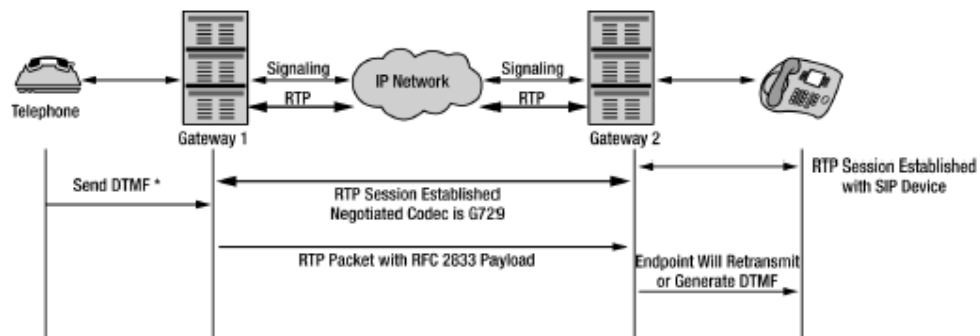 Signaling
IP Network
Signaling
RTP
RTP
Telephone
Gateway 1
Gateway 2
Send DTMF *
RTP Session Established
Negotiated Codec is G729
RTP Session Established
with SIP Device
RTP Packet with RFC 2833 Payload
Endpoint Will Retransmit
or Generate DTMF